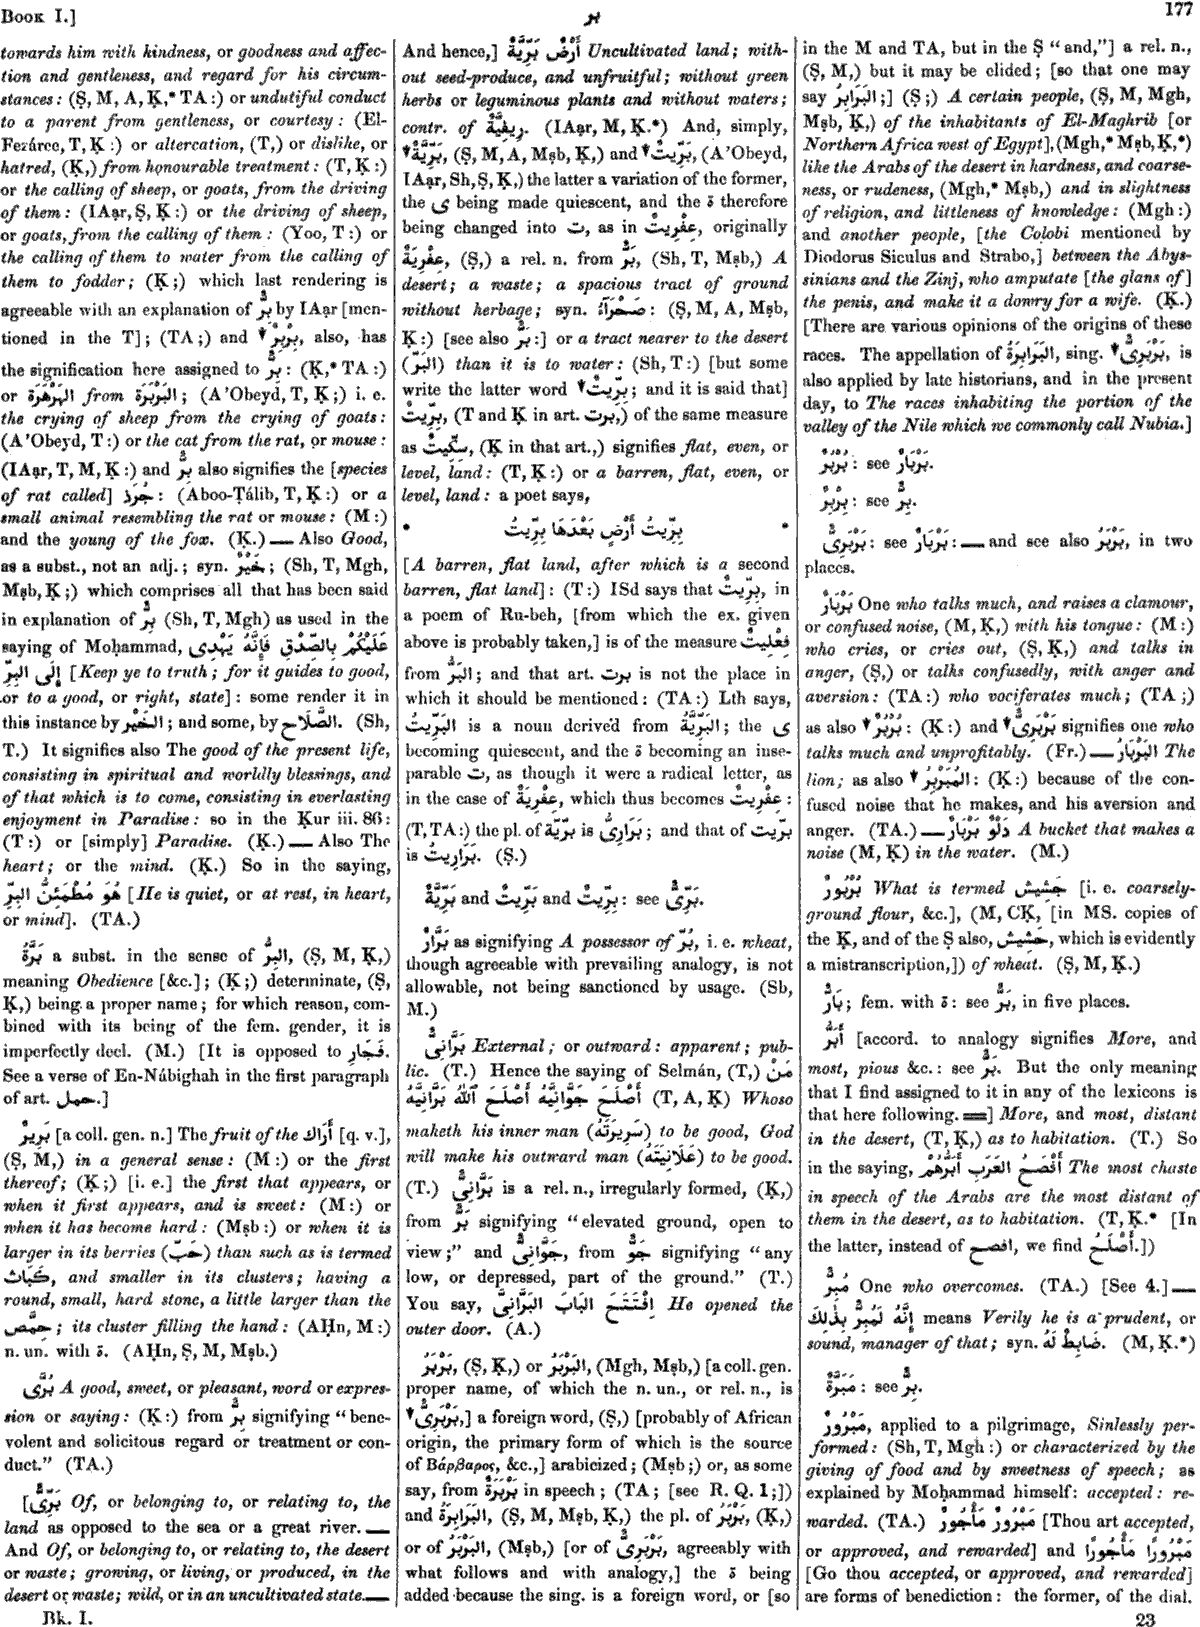 Book I.]
بر
177
towards him with kindness, or goodness and affec-
tion and gentleness, and regard for his circum-
stances: (Ṣ, M, A, Ḳ,* TA:) or undutiful conduct
to a parent from gentleness, or courtesy: (El-
Fezáree, T, Ḳ:) or altercation, (T,) or dislike, or
hatred, (Ḳ,) from honourable treatment: (T, Ḳ:)
or the calling of sheep, or goats, from the driving
of them: (IAạr, Ṣ, Ḳ:) or the driving of sheep,
or goats, from the calling of them: (Yoo, T:) or
the calling of them to water from the calling of
them to fodder; (Ḳ;) which last rendering is
agreeable with an explanation of بِرٌّ by IAạr [men-
tioned in the T]; (TA;) and ▼ بِرْبِرٌ, also, has
the signification here assigned to بِرٌّ: (Ḳ,* TA:)
or الهَرْهَرَة from البَرْبَرَة; (A'Obeyd, T, Ḳ;) i. e.
the crying of sheep from the crying of goats:
(A'Obeyd, T:) or the cat from the rat, or mouse:
(IAạr, T, M, Ḳ:) and بِرٌّ also signifies the [species
of rat called] جُرَذ: (Aboo-Ṭálib, T, Ḳ:) or a
small animal resembling the rat or mouse: (M:)
and the young of the fox. (Ḳ.) — Also Good,
as a subst., not an adj.; syn. خَيْرٌ; (Sh, T, Mgh,
Mṣb, Ḳ;) which comprises all that has been said
in explanation of بِرٌّ (Sh, T, Mgh) as used in the
saying of Moḥammad, عَلَيْكُمْ بِالصِّدْقِ فَإِنَّهُ يَهْدِى
إِلَى البِرِّ [Keep ye to truth; for it guides to good,
or to a good, or right, state]: some render it in
this instance by الخَيْر; and some, by الصَّلَاح. (Sh,
T.) It signifies also The good of the present life,
consisting in spiritual and worldly blessings, and
of that which is to come, consisting in everlasting
enjoyment in Paradise: so in the Ḳur iii. 86:
(T:) or [simply] Paradise. (Ḳ.) — Also The
heart; or the mind. (Ḳ.) So in the saying,
هُوَ مُطْمَئِنُّ البِرِّ [He is quiet, or at rest, in heart,
or mind]. (TA.)
بَرَّةُ a subst. in the sense of البِرُّ, (Ṣ, M, Ḳ,)
meaning Obedience [&c.]; (Ḳ;) determinate, (Ṣ,
Ḳ,) being a proper name; for which reason, com-
bined with its being of the fem. gender, it is
imperfectly decl. (M.) [It is opposed to فَجَارِ.
See a verse of En-Nábighah in the first paragraph
of art. حمل.]
بَرِيرٌ [a coll. gen. n.] The fruit of the أَرَاك [q. v.],
(Ṣ, M,) in a general sense: (M:) or the first
thereof; (Ḳ;) [i. e.] the first that appears, or
when it first appears, and is sweet: (M:) or
when it has become hard: (Mṣb:) or when it is
larger in its berries (حَبّ) than such as is termed
كَبَاث, and smaller in its clusters; having a
round, small, hard stone, a little larger than the
حِمَّص; its cluster filling the hand: (AḤn, M:)
n. un. with ة. (AḤn, Ṣ, M, Mṣb.)
بُرَّى A good, sweet, or pleasant, word or expres-
sion or saying: (Ḳ:) from بِرٌّ signifying "bene-
volent and solicitous regard or treatment or con-
duct." (TA.)
[بَرِّىٌّ Of, or belonging to, or relating to, the
land as opposed to the sea or a great river. —
And Of, or belonging to, or relating to, the desert
or waste; growing, or living, or produced, in the
desert or waste; wild, or in an uncultivated state.—
Bk. I.
And hence,] أَرْضٌ بَرِّيَّةٌ Uncultivated land; with-
out seed-produce, and unfruitful; without green
herbs or leguminous plants and without waters;
contr. of رِيفِيَّةٌ. (IAạr, M, Ḳ.*) And, simply,
▼ بَرِّيَّةٌ, (Ṣ, M, A, Mṣb, Ḳ,) and ▼ بَرِّيتٌ, (A'Obeyd,
IAạr, Sh, Ṣ, Ḳ,) the latter a variation of the former,
the ى being made quiescent, and the ة therefore
being changed into ت, as in عِفْرِيتٌ, originally
عِفْرِيَةٌ, (Ṣ,) a rel. n. from بَرٌّ, (Sh, T, Mṣb,) A
desert; a waste; a spacious tract of ground
without herbage; syn. صَحْرَآءُ: (Ṣ, M, A, Mṣb,
Ḳ:) [see also بَرٌّ:] or a tract nearer to the desert
(البَرّ) than it is to water: (Sh, T:) [but some
write the latter word ▼ بِرِّيتٌ; and it is said that]
بِرِّيتٌ, (T and Ḳ in art. برت,) of the same measure
as سِكِّيتٌ, (Ḳ in that art.,) signifies flat, even, or
level, land: (T, Ḳ:) or a barren, flat, even, or
level, land: a poet says,
* بِرِّيتُ أَرْضٍ بَعْدَهَا بِرِّيتُ *
[A barren, flat land, after which is a second
barren, flat land]: (T:) ISd says that بِرِّيتٌ, in
a poem of Ru-beh, [from which the ex. given
above is probably taken,] is of the measure فِعْلِيتٌ
from البَرُّ; and that art. برت is not the place in
which it should be mentioned: (TA:) Lth says,
البَرِّيتُ is a noun derived from البَرِّيَّةُ; the ى
becoming quiescent, and the ة becoming an inse-
parable ت, as though it were a radical letter, as
in the case of عِفْرِيَةٌ, which thus becomes عِفْرِيتٌ:
(T, TA:) the pl. of بَرِّيَّةٌ is بَرَارِىُّ; and that of بَرِّيت
is بَرَارِيتُ. (Ṣ.)
بَرِّيَّةٌ and بَرِّيتٌ and بِرِّيتٌ: see بَرِّىٌّ.
بَرَّارٌ as signifying A possessor of بُرّ, i. e. wheat,
though agreeable with prevailing analogy, is not
allowable, not being sanctioned by usage. (Sb,
M.)
بَرَّانِىٌّ External; or outward: apparent; pub-
lic. (T.) Hence the saying of Selmán, (T,) مَنْ
أَصْلَحَ جَوَّانِيَّهُ أَصْلَحَ ٱللّٰهُ بَرَّانِيَّهُ (T, A, Ḳ) Whoso
maketh his inner man (سَرِيرَتَهُ) to be good, God
will make his outward man (عَلَانِيَتَهُ) to be good.
(T.) بَرَّانِىٌّ is a rel. n., irregularly formed, (Ḳ,)
from بَرٌّ signifying "elevated ground, open to
view;" and جَوَّانِىٌّ, from جَوٌّ signifying "any
low, or depressed, part of the ground." (T.)
You say, اِفْتَتَحَ البَابَ البَرَّانِىَّ He opened the
outer door. (A.)
بَرْبَرُ, (Ṣ, Ḳ,) or البَرْبَرُ, (Mgh, Mṣb,) [a coll. gen.
proper name, of which the n. un., or rel. n., is
▼ بَرْبَرِىٌّ,] a foreign word, (Ṣ,) [probably of African
origin, the primary form of which is the source
of Βάρβαρος, &c.,] arabicized; (Mṣb;) or, as some
say, from بَرْبَرَةٌ in speech; (TA; [see R. Q. 1;])
and البَرَابِرَةُ, (Ṣ, M, Mṣb, Ḳ,) the pl. of بَرْبَرُ, (Ḳ,)
or of البَرْبَرُ, (Mṣb,) [or of بَرْبَرِىٌّ, agreeably with
what follows and with analogy,] the ة being
added because the sing. is a foreign word, or [so
in the M and TA, but in the Ṣ "and,"] a rel. n.,
(Ṣ, M,) but it may be elided; [so that one may
say البَرَابِرُ;] (Ṣ;) A certain people, (Ṣ, M, Mgh,
Mṣb, Ḳ,) of the inhabitants of El-Maghrib [or
Northern Africa west of Egypt], (Mgh,* Mṣb, Ḳ,*)
like the Arabs of the desert in hardness, and coarse-
ness, or rudeness, (Mgh,* Mṣb,) and in slightness
of religion, and littleness of knowledge: (Mgh:)
and another people, [the Colobi mentioned by
Diodorus Siculus and Strabo,] between the Abys-
sinians and the Zinj, who amputate [the glans of]
the penis, and make it a dowry for a wife. (Ḳ.)
[There are various opinions of the origins of these
races. The appellation of البَرَابِرَةُ, sing. ▼ بَرْبَرِىٌّ, is
also applied by late historians, and in the present
day, to The races inhabiting the portion of the
valley of the Nile which we commonly call Nubia.]
بُرْبُرٌ: see بَرْبَارٌ.
بِرْبِرٌ: see بِرٌّ.
بَرْبَرِىٌّ: see بَرْبَارٌ: — and see also بَرْبَرُ, in two
places.
بَرْبَارٌ One who talks much, and raises a clamour,
or confused noise, (M, Ḳ,) with his tongue: (M:)
who cries, or cries out, (Ṣ, Ḳ,) and talks in
anger, (Ṣ,) or talks confusedly, with anger and
aversion: (TA:) who vociferates much; (TA;)
as also ▼ بُرْبُرٌ: (Ḳ:) and ▼ بَرْبَرِىٌّ signifies one who
talks much and unprofitably. (Fr.) — البَرْبَارُ The
lion; as also ▼ المُبَرْبِرُ: (Ḳ:) because of the con-
fused noise that he makes, and his aversion and
anger. (TA.) — دَلْوٌ بَرْبَارٌ A bucket that makes a
noise (M, Ḳ) in the water. (M.)
بُرْبُورٌ What is termed جَشِيش [i. e. coarsely-
ground flour, &c.], (M, CḲ, [in MS. copies of
the Ḳ, and of the Ṣ also, حشيش, which is evidently
a mistranscription,]) of wheat. (Ṣ, M, Ḳ.)
بَارٌّ; fem. with ة: see بَرٌّ, in five places.
أَبَرُّ [accord. to analogy signifies More, and
most, pious &c.: see بَرٌّ. But the only meaning
that I find assigned to it in any of the lexicons is
that here following. ═] More, and most, distant
in the desert, (T, Ḳ,) as to habitation. (T.) So
in the saying, أَفْصَحُ العَرَبِ أَبَرُّهُمْ The most chaste
in speech of the Arabs are the most distant of
them in the desert, as to habitation. (T, Ḳ.* [In
the latter, instead of افصح, we find أَصْلَحُ.])
مُبِرٌّ One who overcomes. (TA.) [See 4.] —
إِنَّهُ لَمُبِرٌّ بِذٰلِكَ means Verily he is a prudent, or
sound, manager of that; syn. ضَابِطٌ لَهُ. (M, Ḳ.*)
مَبَرَّةٌ: see بِرٌّ.
مَبْرُورٌ, applied to a pilgrimage, Sinlessly per-
formed: (Sh, T, Mgh:) or characterized by the
giving of food and by sweetness of speech; as
explained by Moḥammad himself: accepted: re-
warded. (TA.) مَبْرُورٌ مَأْجُورٌ [Thou art accepted,
or approved, and rewarded] and مَبْرُورًا مَأْجُورًا
[Go thou accepted, or approved, and rewarded]
are forms of benediction: the former, of the dial.
23